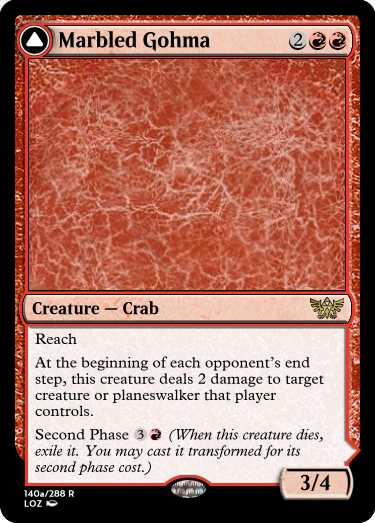 Marbled Gohma 2
Creature — Crab
Reach
At the beginning of each opponent's end
step, this creature deals 2 damage to target
creature or planeswalker that player
controls.
Second Phase 3 (When this creature dies,
exile it. You may cast it transformed for its
second phase cost.)
3/4
140a/288 R
LOZ